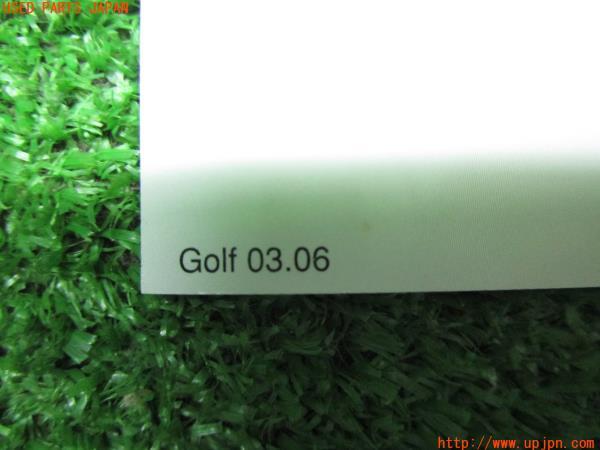 USED PARTS JAPAN
Golf 03.06
http://www.upjpn.com